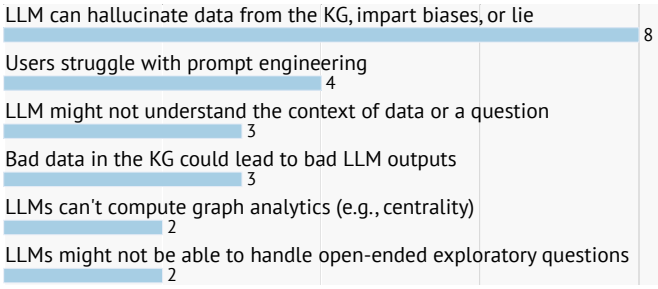 LLM can hallucinate data from the KG, impart biases, or lie
8
Users struggle with prompt engineering
4
LLM might not understand the context of data or a question
3
Bad data in the KG could lead to bad LLM outputs
3
LLMs can't compute graph analytics (e.g., centrality)
2
LLMs might not be able to handle open-ended exploratory questions
2